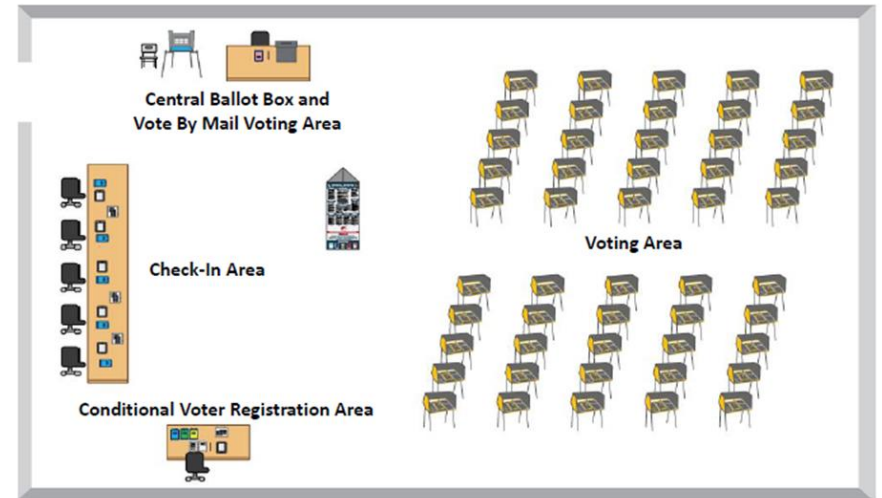 Central Ballot Box and
Vote By Mail Voting Area
Voting Area
Check-In Area
Conditional Voter Registration Area